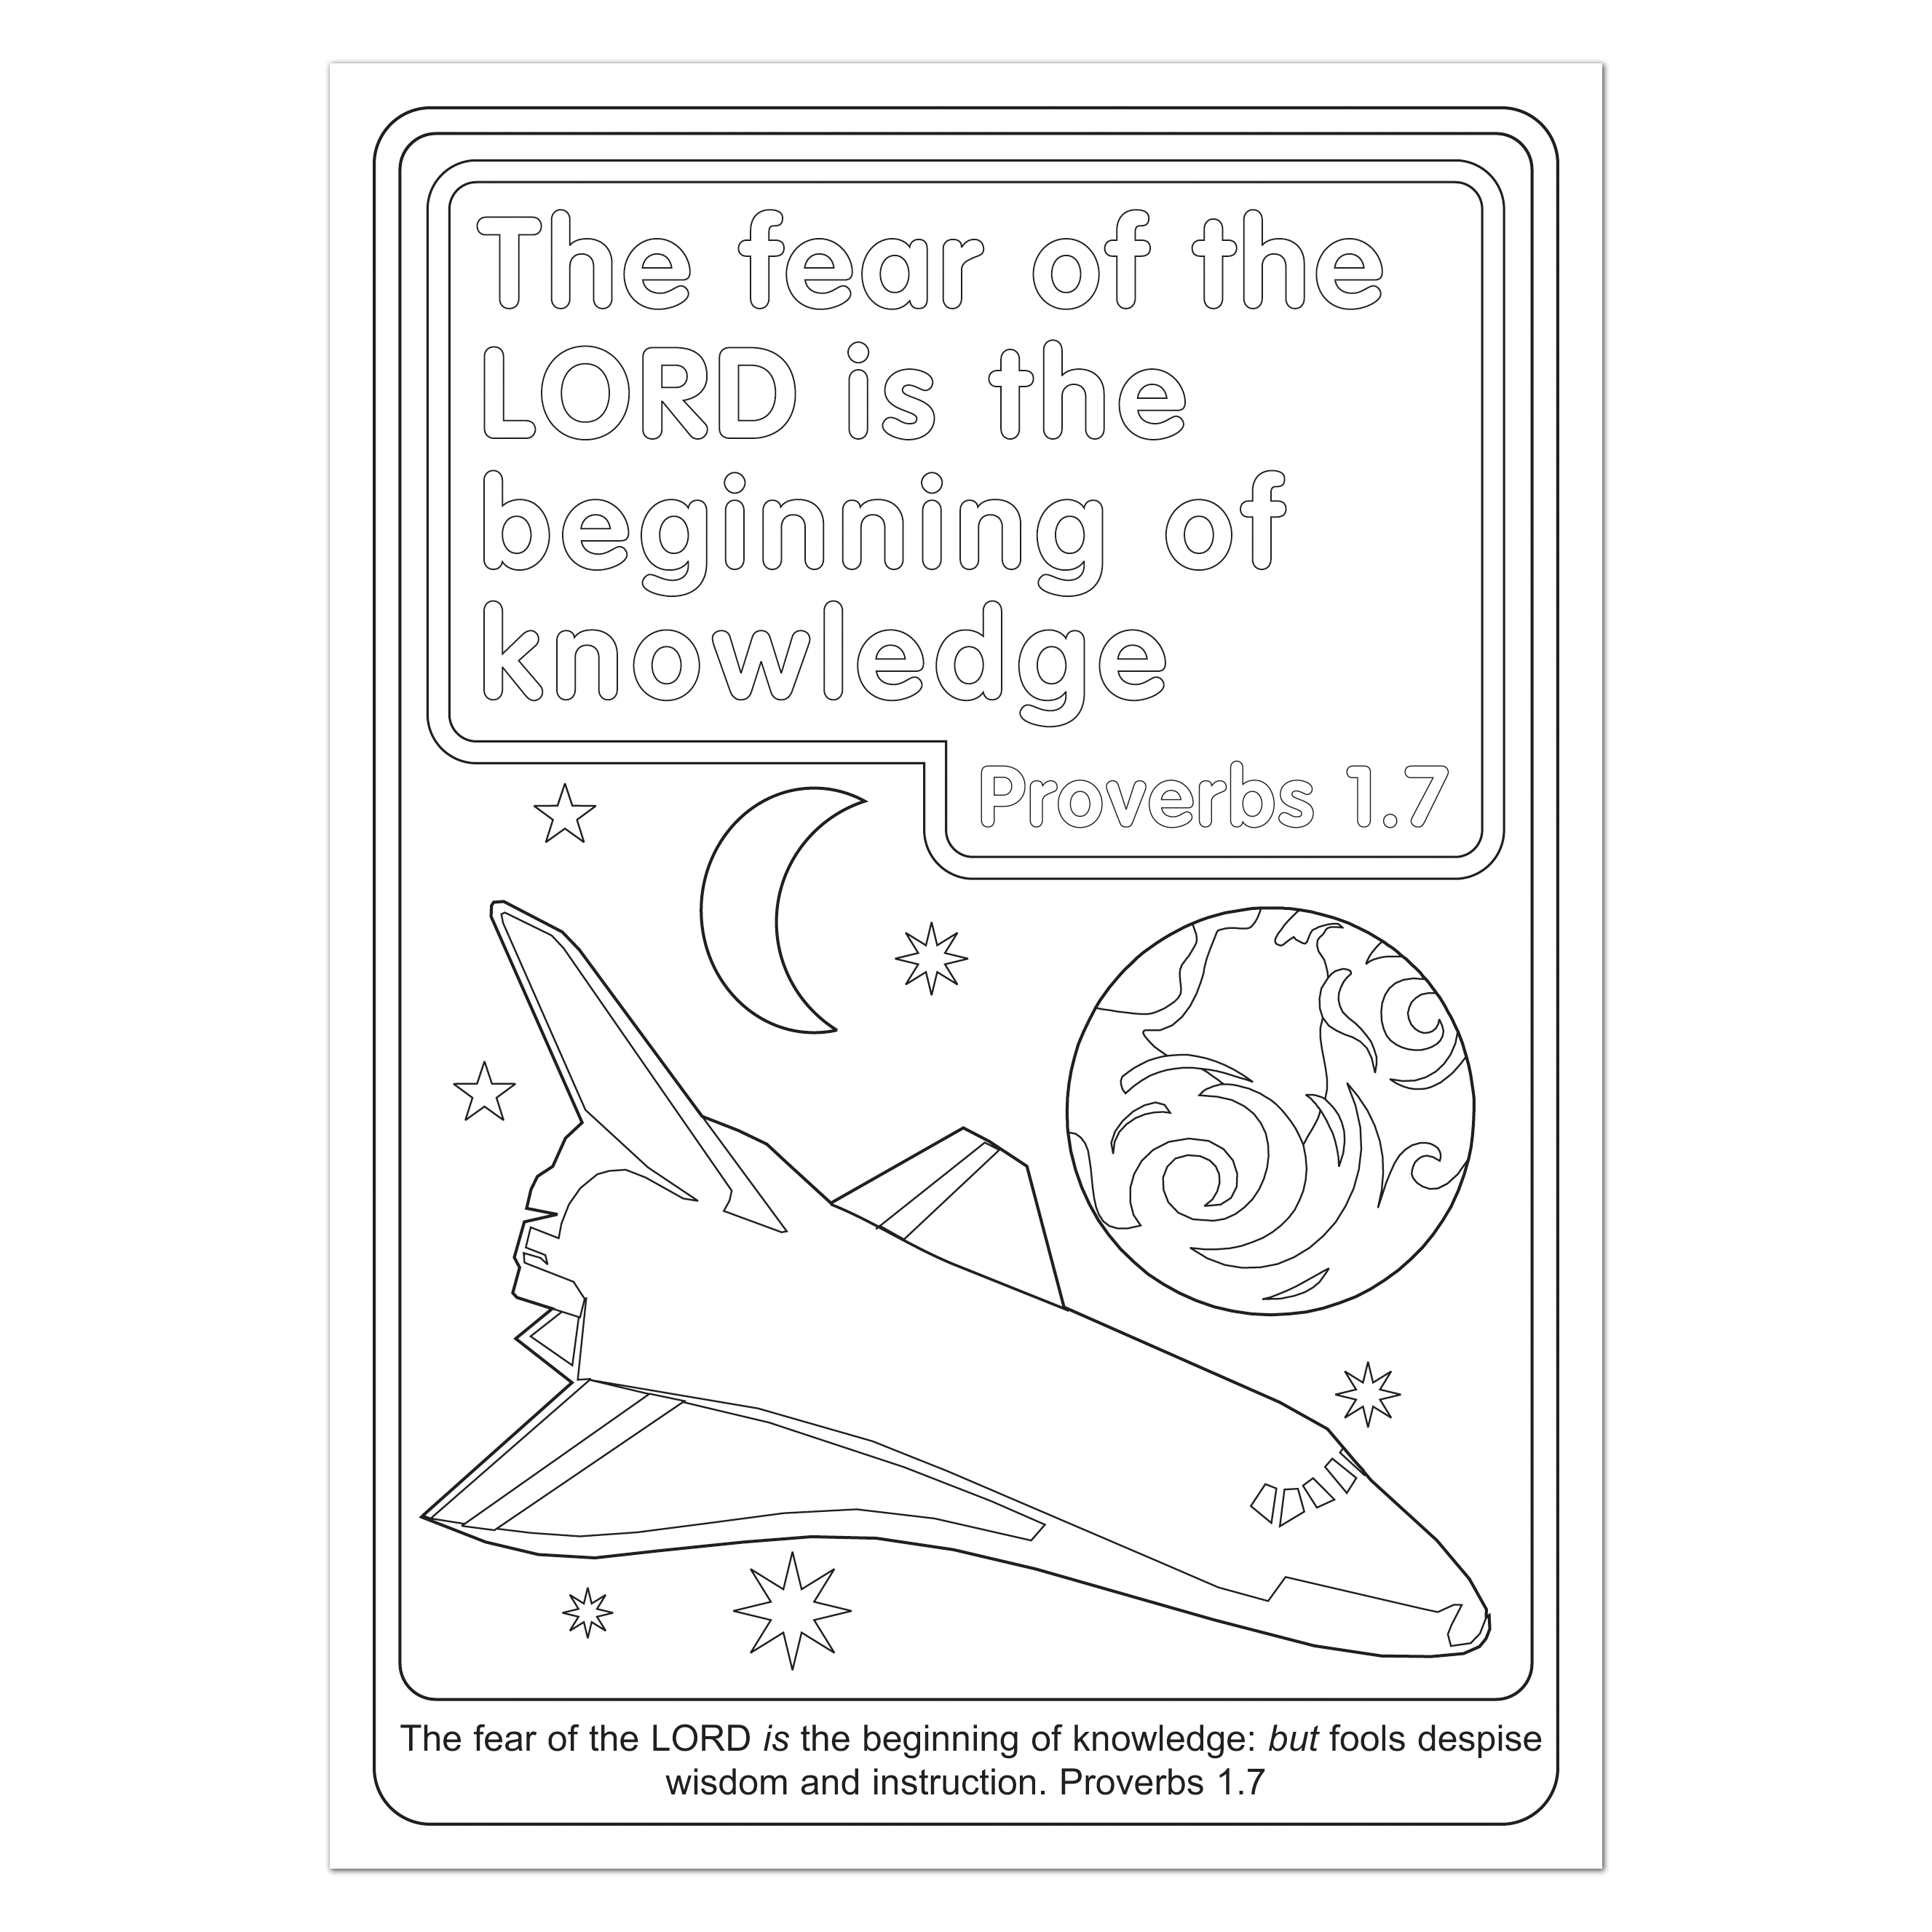 The fear of the
LORD is the
beginning of
knowledge
Proverbs 1.7
The fear of the LORD is the beginning of knowledge: but fools despise
wisdom and instruction. Proverbs 1.7